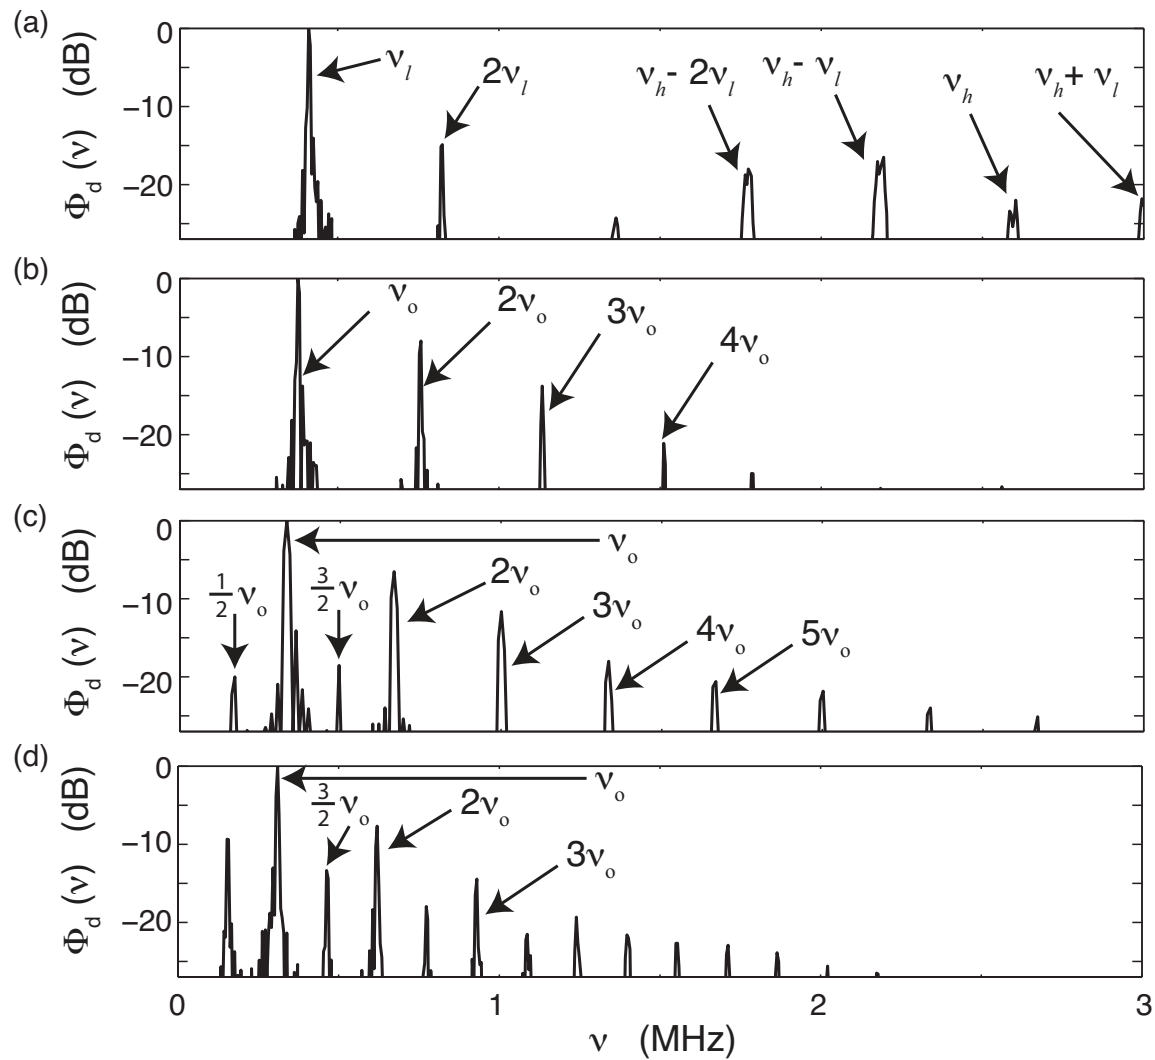 (a)
Φd (ν) (dB)
0
−10
−20
νl
2νl
νh- 2νl
νh- νl
νh
νh+ νl
(b)
Φd (ν) (dB)
0
−10
−20
νo
2νo
3νo
4νo
(c)
Φd (ν) (dB)
0
−10
−20
1/2 νo
νo
3/2 νo
2νo
3νo
4νo
5νo
(d)
Φd (ν) (dB)
0
−10
−20
νo
3/2 νo
2νo
3νo
0 1 2 3
ν (MHz)